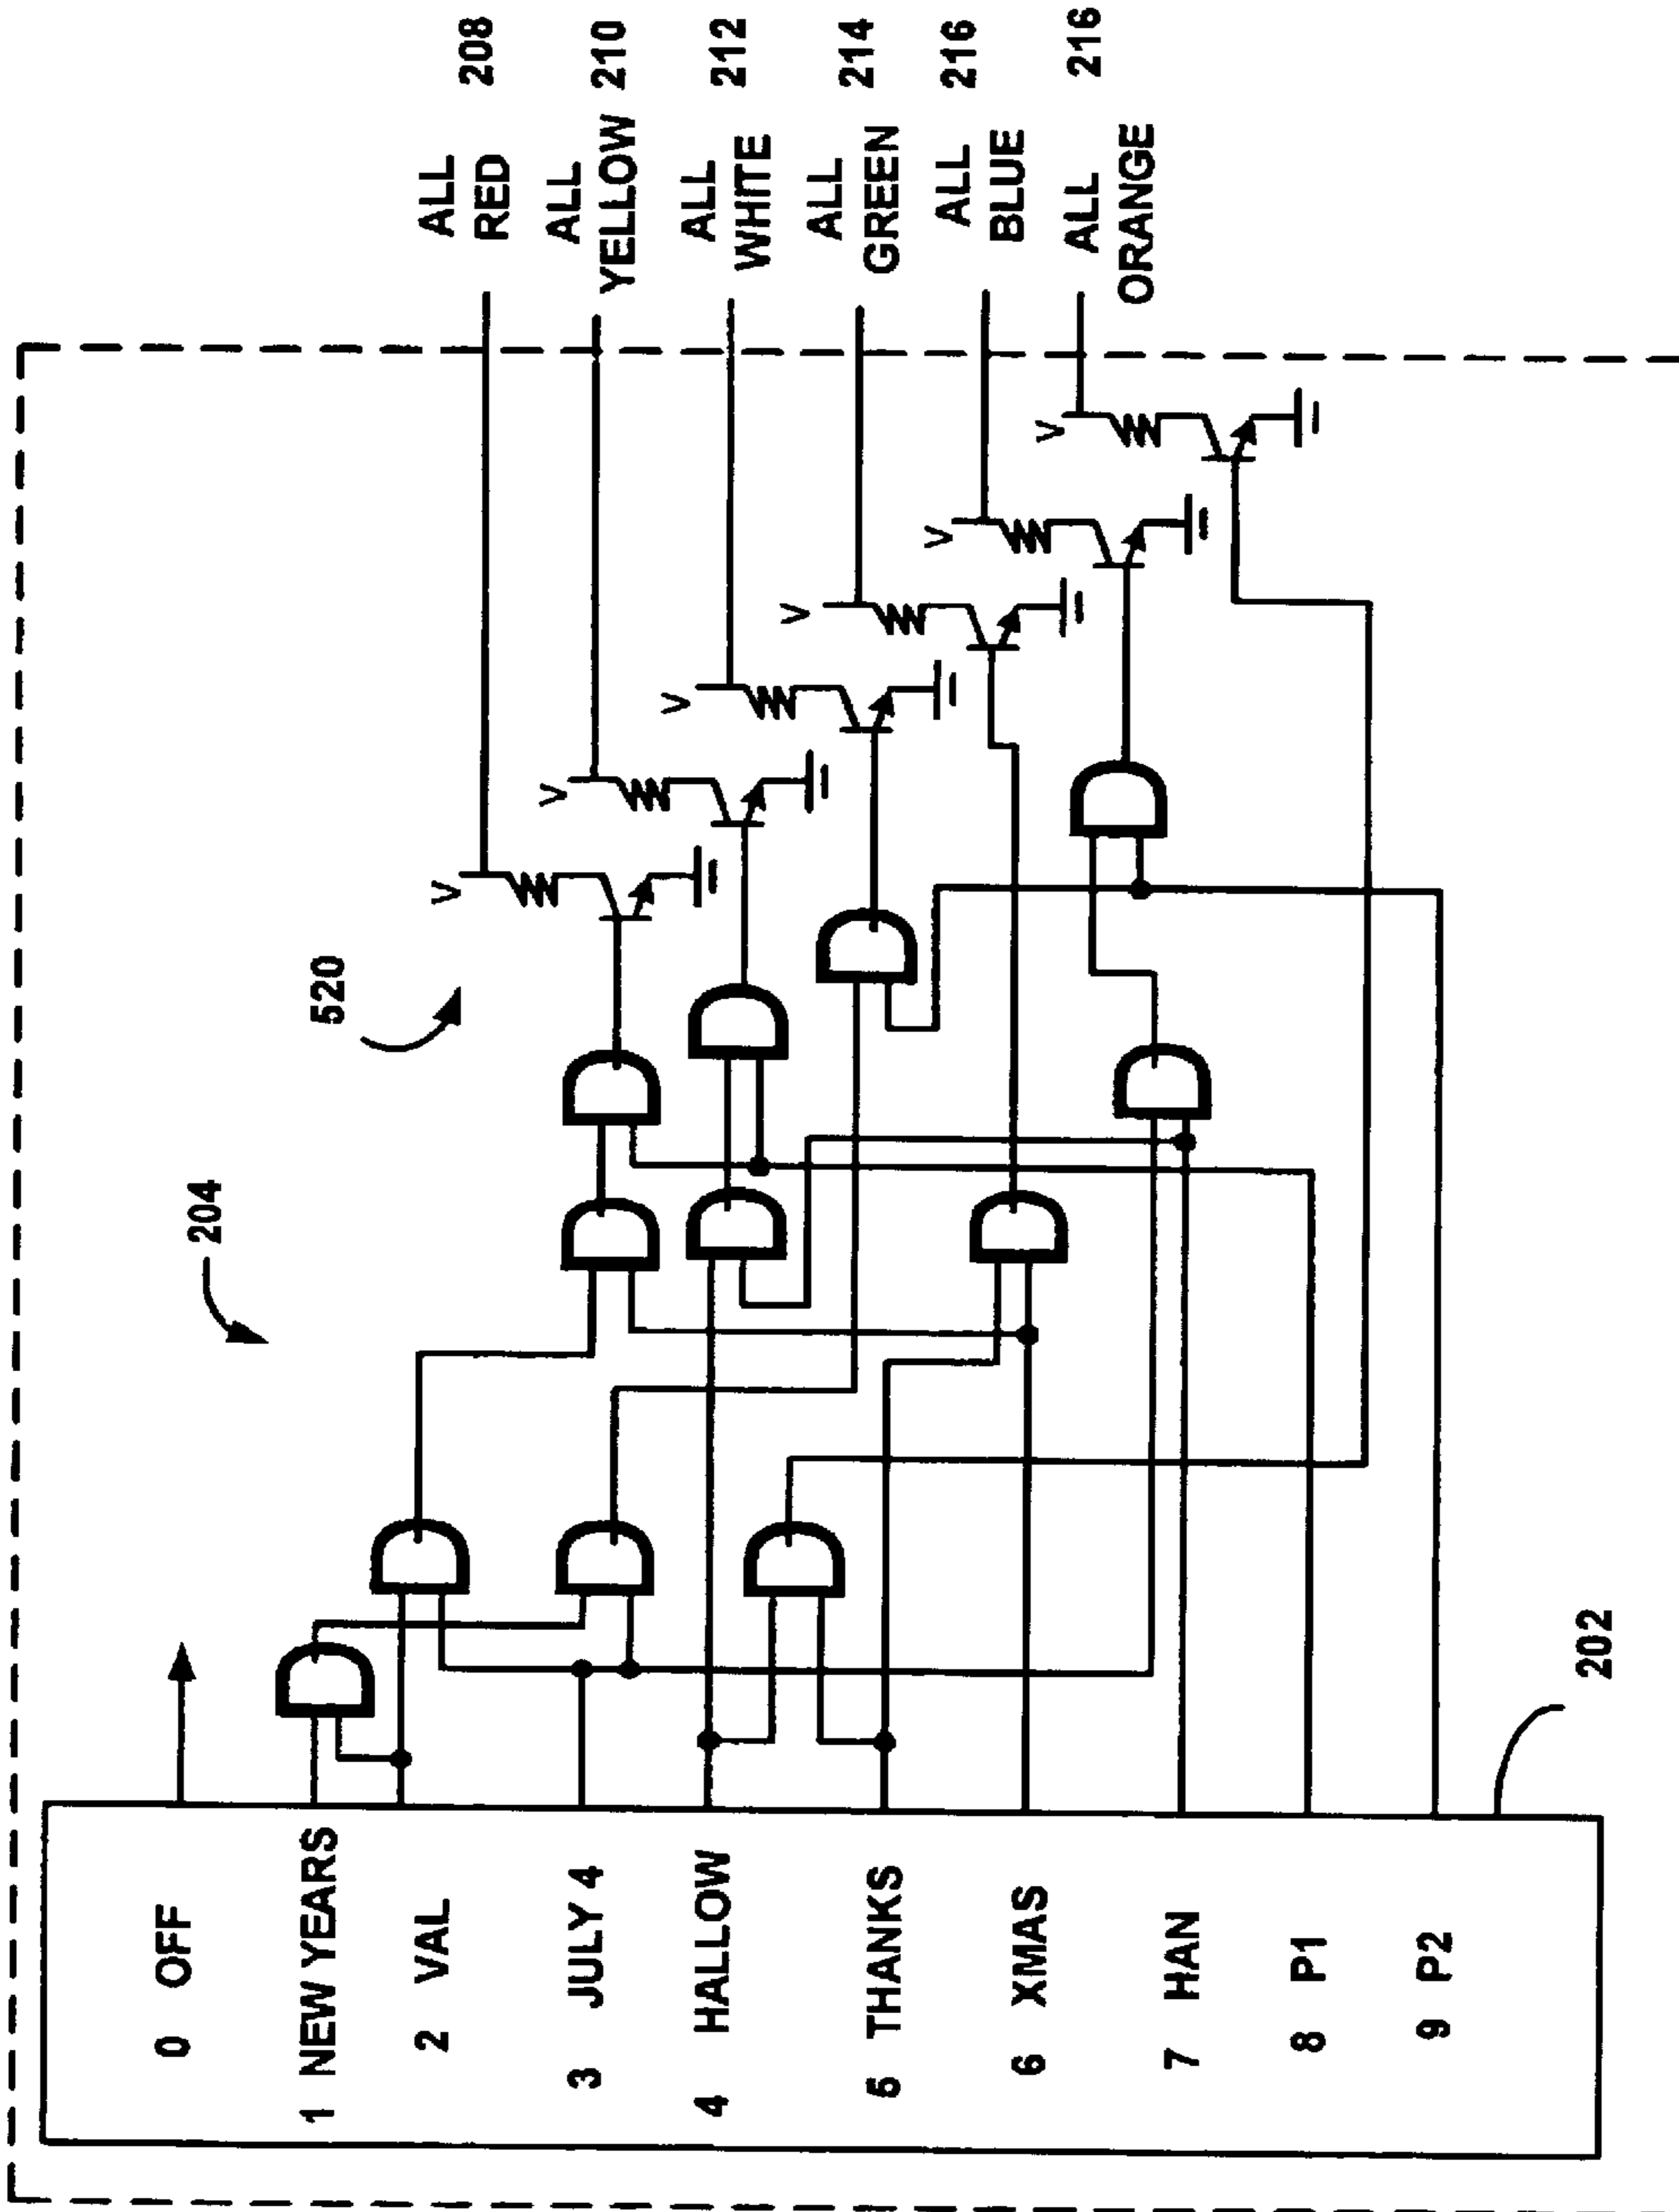 0 OFF
1 NEW YEARS
2 VAL
3 JULY 4
4 HALLOW
5 THANKS
6 XMAS
7 HAN
8 P1
9 P2
202
204
520
V
V
V
V
V
V
ALL
RED 208
ALL
YELLOW 210
ALL
WHITE 212
ALL
GREEN 214
ALL
BLUE 216
ALL
ORANGE 216